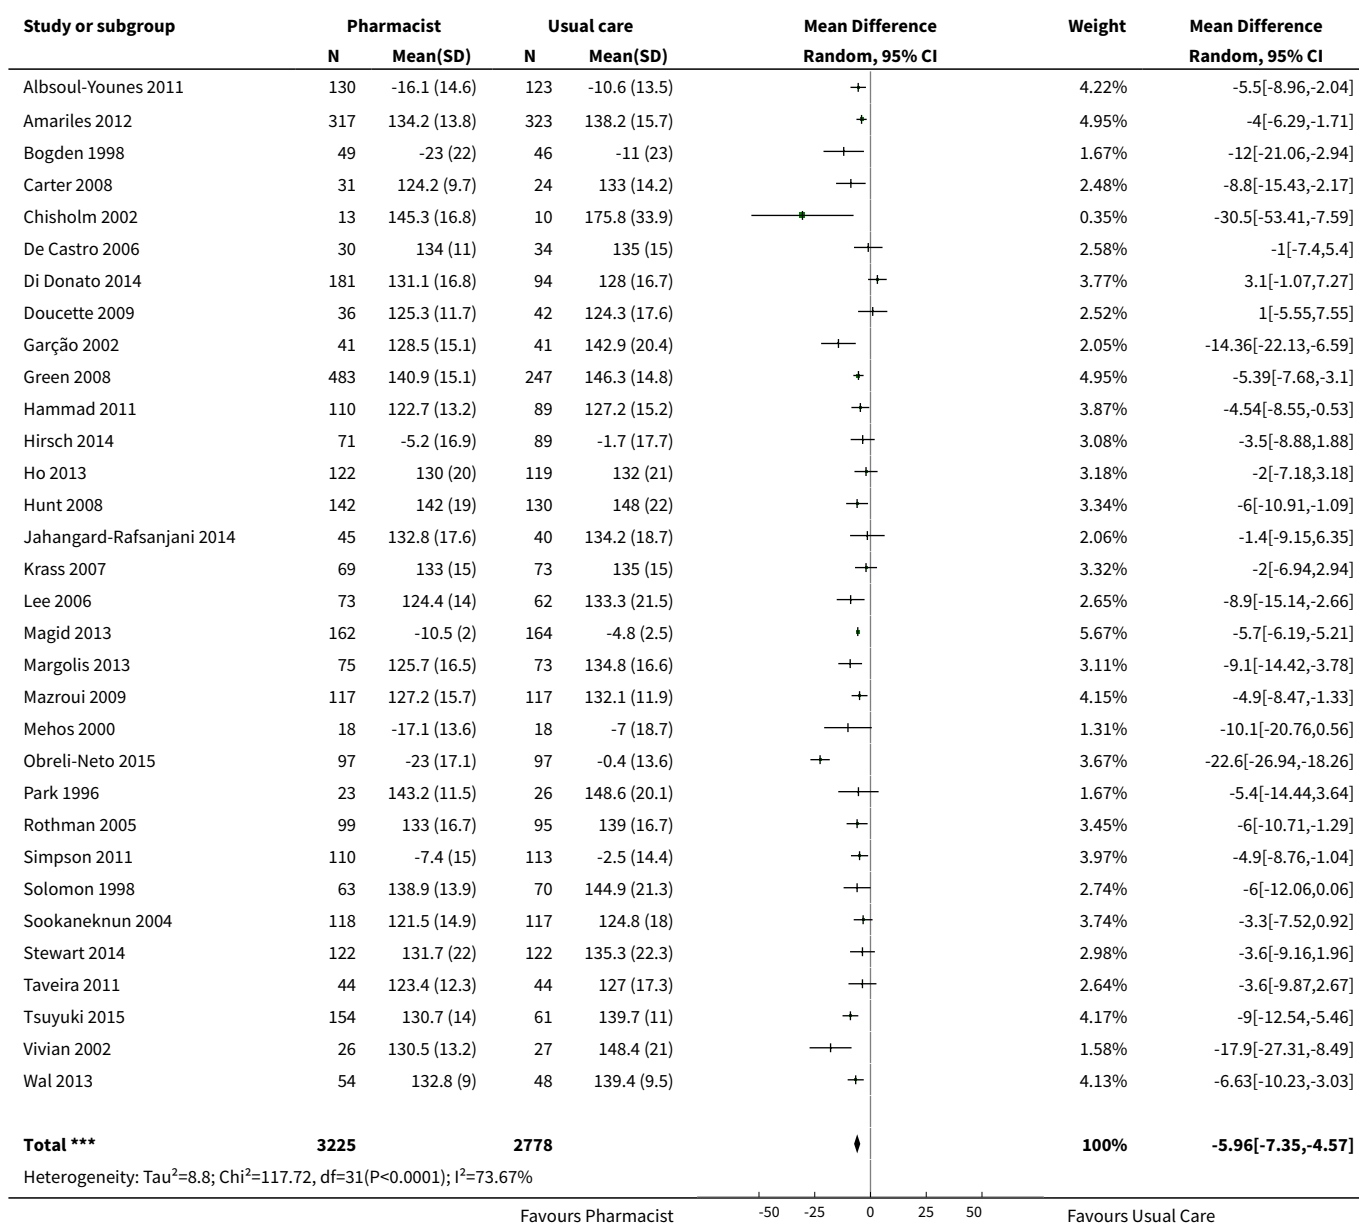 Study or subgroup Pharmacist Usual care Mean Difference Weight Mean Difference
N Mean(SD) N Mean(SD) Random, 95% CI Random, 95% CI
Albsoul-Younes 2011 130 -16.1 (14.6) 123 -10.6 (13.5) 4.22% -5.5[-8.96,-2.04]
Amariles 2012 317 134.2 (13.8) 323 138.2 (15.7) 4.95% -4[-6.29,-1.71]
Bogden 1998 49 -23 (22) 46 -11 (23) 1.67% -12[-21.06,-2.94]
Carter 2008 31 124.2 (9.7) 24 133 (14.2) 2.48% -8.8[-15.43,-2.17]
Chisholm 2002 13 145.3 (16.8) 10 175.8 (33.9) 0.35% -30.5[-53.41,-7.59]
De Castro 2006 30 134 (11) 34 135 (15) 2.58% -1[-7.4,5.4]
Di Donato 2014 181 131.1 (16.8) 94 128 (16.7) 3.77% 3.1[-1.07,7.27]
Doucette 2009 36 125.3 (11.7) 42 124.3 (17.6) 2.52% 1[-5.55,7.55]
Garção 2002 41 128.5 (15.1) 41 142.9 (20.4) 2.05% -14.36[-22.13,-6.59]
Green 2008 483 140.9 (15.1) 247 146.3 (14.8) 4.95% -5.39[-7.68,-3.1]
Hammad 2011 110 122.7 (13.2) 89 127.2 (15.2) 3.87% -4.54[-8.55,-0.53]
Hirsch 2014 71 -5.2 (16.9) 89 -1.7 (17.7) 3.08% -3.5[-8.88,1.88]
Ho 2013 122 130 (20) 119 132 (21) 3.18% -2[-7.18,3.18]
Hunt 2008 142 142 (19) 130 148 (22) 3.34% -6[-10.91,-1.09]
Jahangard-Rafsanjani 2014 45 132.8 (17.6) 40 134.2 (18.7) 2.06% -1.4[-9.15,6.35]
Krass 2007 69 133 (15) 73 135 (15) 3.32% -2[-6.94,2.94]
Lee 2006 73 124.4 (14) 62 133.3 (21.5) 2.65% -8.9[-15.14,-2.66]
Magid 2013 162 -10.5 (2) 164 -4.8 (2.5) 5.67% -5.7[-6.19,-5.21]
Margolis 2013 75 125.7 (16.5) 73 134.8 (16.6) 3.11% -9.1[-14.42,-3.78]
Mazroui 2009 117 127.2 (15.7) 117 132.1 (11.9) 4.15% -4.9[-8.47,-1.33]
Mehos 2000 18 -17.1 (13.6) 18 -7 (18.7) 1.31% -10.1[-20.76,0.56]
Obreli-Neto 2015 97 -23 (17.1) 97 -0.4 (13.6) 3.67% -22.6[-26.94,-18.26]
Park 1996 23 143.2 (11.5) 26 148.6 (20.1) 1.67% -5.4[-14.44,3.64]
Rothman 2005 99 133 (16.7) 95 139 (16.7) 3.45% -6[-10.71,-1.29]
Simpson 2011 110 -7.4 (15) 113 -2.5 (14.4) 3.97% -4.9[-8.76,-1.04]
Solomon 1998 63 138.9 (13.9) 70 144.9 (21.3) 2.74% -6[-12.06,0.06]
Sookaneknun 2004 118 121.5 (14.9) 117 124.8 (18) 3.74% -3.3[-7.52,0.92]
Stewart 2014 122 131.7 (22) 122 135.3 (22.3) 2.98% -3.6[-9.16,1.96]
Taveira 2011 44 123.4 (12.3) 44 127 (17.3) 2.64% -3.6[-9.87,2.67]
Tsuyuki 2015 154 130.7 (14) 61 139.7 (11) 4.17% -9[-12.54,-5.46]
Vivian 2002 26 130.5 (13.2) 27 148.4 (21) 1.58% -17.9[-27.31,-8.49]
Wal 2013 54 132.8 (9) 48 139.4 (9.5) 4.13% -6.63[-10.23,-3.03]
Total *** 3225 2778 100% -5.96[-7.35,-4.57]
Heterogeneity: Tau²=8.8; Chi²=117.72, df=31(P<0.0001); I²=73.67%
-50 -25 0 25 50
Favours Pharmacist Favours Usual Care